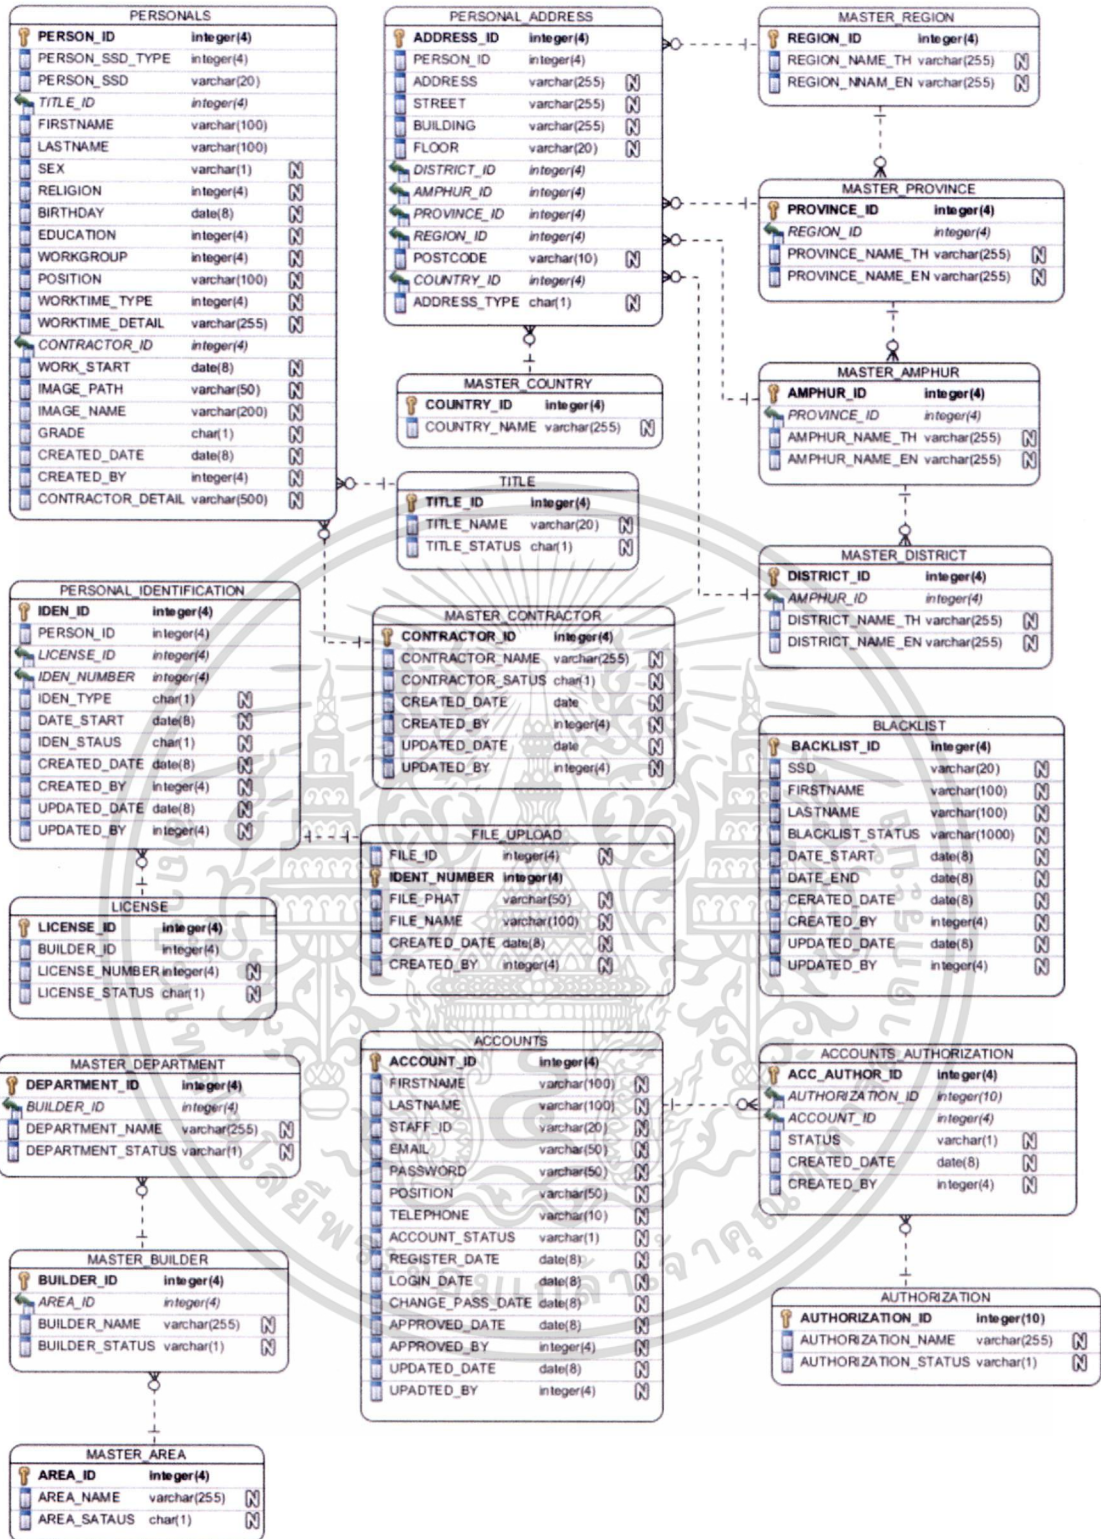 PERSONALS
PERSON_ID integer(4)
PERSON_SSD_TYPE integer(4)
PERSON_SSD varchar(20)
TITLE_ID integer(4)
FIRSTNAME varchar(100)
LASTNAME varchar(100)
SEX varchar(1) N
RELIGION integer(4) N
BIRTHDAY date(8) N
EDUCATION integer(4) N
WORKGROUP integer(4) N
POSITION varchar(100) N
WORKTIME_TYPE integer(4) N
WORKTIME_DETAIL varchar(255) N
CONTRACTOR_ID integer(4)
WORK_START date(8) N
IMAGE_PATH varchar(50) N
IMAGE_NAME varchar(200) N
GRADE char(1) N
CREATED_DATE date(8) N
CREATED_BY integer(4) N
CONTRACTOR_DETAIL varchar(500) N
PERSONAL_ADDRESS
ADDRESS_ID integer(4)
PERSON_ID integer(4)
ADDRESS varchar(255) N
STREET varchar(255) N
BUILDING varchar(255) N
FLOOR varchar(20) N
DISTRICT_ID integer(4)
AMPHUR_ID integer(4)
PROVINCE_ID integer(4)
REGION_ID integer(4)
POSTCODE varchar(10) N
COUNTRY_ID integer(4)
ADDRESS_TYPE char(1) N
MASTER_REGION
REGION_ID integer(4)
REGION_NAME_TH varchar(255) N
REGION_NNAM_EN varchar(255) N
MASTER_PROVINCE
PROVINCE_ID integer(4)
REGION_ID integer(4)
PROVINCE_NAME_TH varchar(255) N
PROVINCE_NAME_EN varchar(255) N
MASTER_COUNTRY
COUNTRY_ID integer(4)
COUNTRY_NAME varchar(255) N
MASTER_AMPHUR
AMPHUR_ID integer(4)
PROVINCE_ID integer(4)
AMPHUR_NAME_TH varchar(255) N
AMPHUR_NAME_EN varchar(255) N
TITLE
TITLE_ID integer(4)
TITLE_NAME varchar(20) N
TITLE_STATUS char(1) N
MASTER_DISTRICT
DISTRICT_ID integer(4)
AMPHUR_ID integer(4)
DISTRICT_NAME_TH varchar(255) N
DISTRICT_NAME_EN varchar(255) N
PERSONAL_IDENTIFICATION
IDEN_ID integer(4)
PERSON_ID integer(4)
LICENSE_ID integer(4)
IDEN_NUMBER integer(4)
IDEN_TYPE char(1) N
DATE_START date(8) N
IDEN_STAUS char(1) N
CREATED_DATE date(8) N
CREATED_BY integer(4) N
UPDATED_DATE date(8) N
UPDATED_BY integer(4) N
MASTER_CONTRACTOR
CONTRACTOR_ID integer(4)
CONTRACTOR_NAME varchar(255) N
CONTRACTOR_SATUS char(1) N
CREATED_DATE date N
CREATED_BY integer(4) N
UPDATED_DATE date N
UPDATED_BY integer(4) N
BLACKLIST
BACKLIST_ID integer(4)
SSD varchar(20) N
FIRSTNAME varchar(100) N
LASTNAME varchar(100) N
BLACKLIST_STATUS varchar(1000) N
DATE_START date(8) N
DATE_END date(8) N
CERATED_DATE date(8) N
CREATED_BY integer(4) N
UPDATED_DATE date(8) N
UPDATED_BY integer(4) N
FILE_UPLOAD
FILE_ID integer(4) N
IDENT_NUMBER integer(4)
FILE_PHAT varchar(50) N
FILE_NAME varchar(100) N
CREATED_DATE date(8) N
CREATED_BY integer(4) N
LICENSE
LICENSE_ID integer(4)
BUILDER_ID integer(4)
LICENSE_NUMBER integer(4) N
LICENSE_STATUS char(1) N
MASTER_DEPARTMENT
DEPARTMENT_ID integer(4)
BUILDER_ID integer(4)
DEPARTMENT_NAME varchar(255) N
DEPARTMENT_STATUS varchar(1) N
ACCOUNTS
ACCOUNT_ID integer(4)
FIRSTNAME varchar(100) N
LASTNAME varchar(100) N
STAFF_ID varchar(20) N
EMAIL varchar(50) N
PASSWORD varchar(50) N
POSITION varchar(50) N
TELEPHONE varchar(10) N
ACCOUNT_STATUS varchar(1) N
REGISTER_DATE date(8) N
LOGIN_DATE date(8) N
CHANGE_PASS_DATE date(8) N
APPROVED_DATE date(8) N
APPROVED_BY integer(4) N
UPDATED_DATE date(8) N
UPADTED_BY integer(4) N
ACCOUNTS_AUTHORIZATION
ACC_AUTHOR_ID integer(4)
AUTHORIZATION_ID integer(10)
ACCOUNT_ID integer(4)
STATUS varchar(1) N
CREATED_DATE date(8) N
CREATED_BY integer(4) N
MASTER_BUILDER
BUILDER_ID integer(4)
AREA_ID integer(4)
BUILDER_NAME varchar(255) N
BUILDER_STATUS varchar(1) N
AUTHORIZATION
AUTHORIZATION_ID integer(10)
AUTHORIZATION_NAME varchar(255) N
AUTHORIZATION_STATUS varchar(1) N
MASTER_AREA
AREA_ID integer(4)
AREA_NAME varchar(255) N
AREA_SATAUS char(1) N